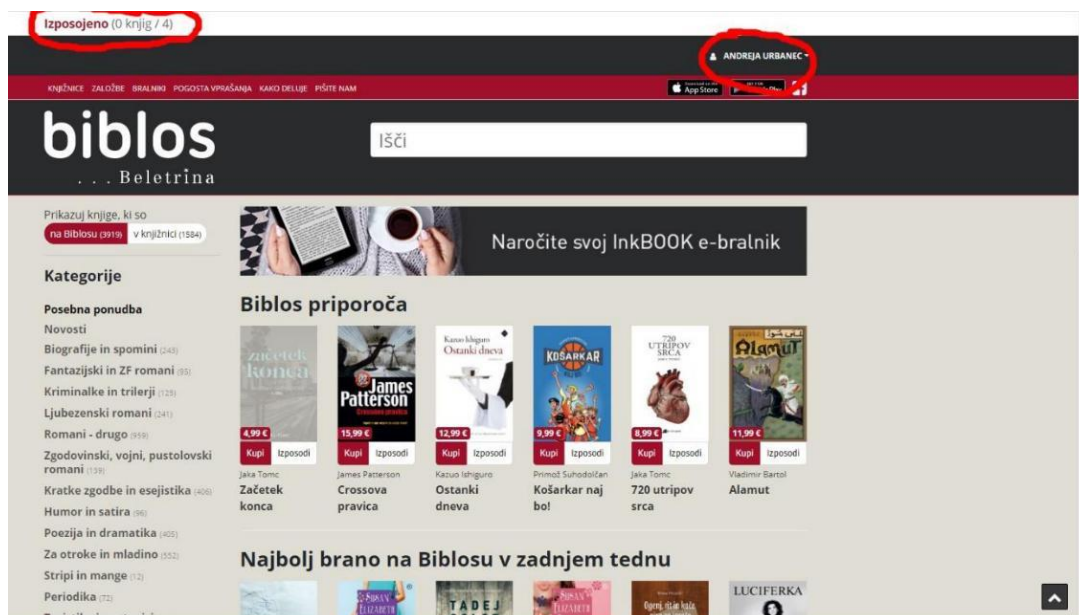 Izposojeno (0 knjig / 4)
ANDREJA URBANEC
KNJIŽNICE ZALOŽBE BRALNIKI POGOSTA VPRAŠANJA KAKO DELUJE PIŠITE NAM
App Store
biblos
... Beletrina
Išči
Prikazuj knjige, ki so
na Biblosu (3919) v knjižnici (1584)
Naročite svoj InkBOOK e-bralnik
Kategorije
Posebna ponudba
Novosti
Biografije in spomini (243)
Fantazijski in ZF romani (95)
Kriminalke in trilerji (125)
Ljubezenski romani (241)
Romani - drugo (959)
Zgodovinski, vojni, pustolovski
romani (139)
Kratke zgodbe in esejistika (406)
Humor in satira (96)
Poezija in dramatika (405)
Za otroke in mladino (552)
Stripi in mange (12)
Periodika (72)
Biblos priporoča
začetek
konca
James
Patterson
Crossova pravica
Kazuo Ishiguro
Ostanki dneva
KOŠARKAR
NAJ BO!
720
UTRIPOV
SRCA
Alamut
4,99 € 15,99 € 12,99 € 9,99 € 8,99 € 11,99 €
Kupi Izposodi Kupi Izposodi Kupi Izposodi Kupi Izposodi Kupi Izposodi Kupi Izposodi
Jaka Tomc James Patterson Kazuo Ishiguro Primož Suhodolčan Jaka Tomc Vladimir Bartol
Začetek Crossova Ostanki Košarkar naj 720 utripov Alamut
konca pravica dneva bo! srca
Najbolj brano na Biblosu v zadnjem tednu
SUSAN
ELIZABETH
TADEJ
SUSAN
ELIZABETH
LUCIFERKA